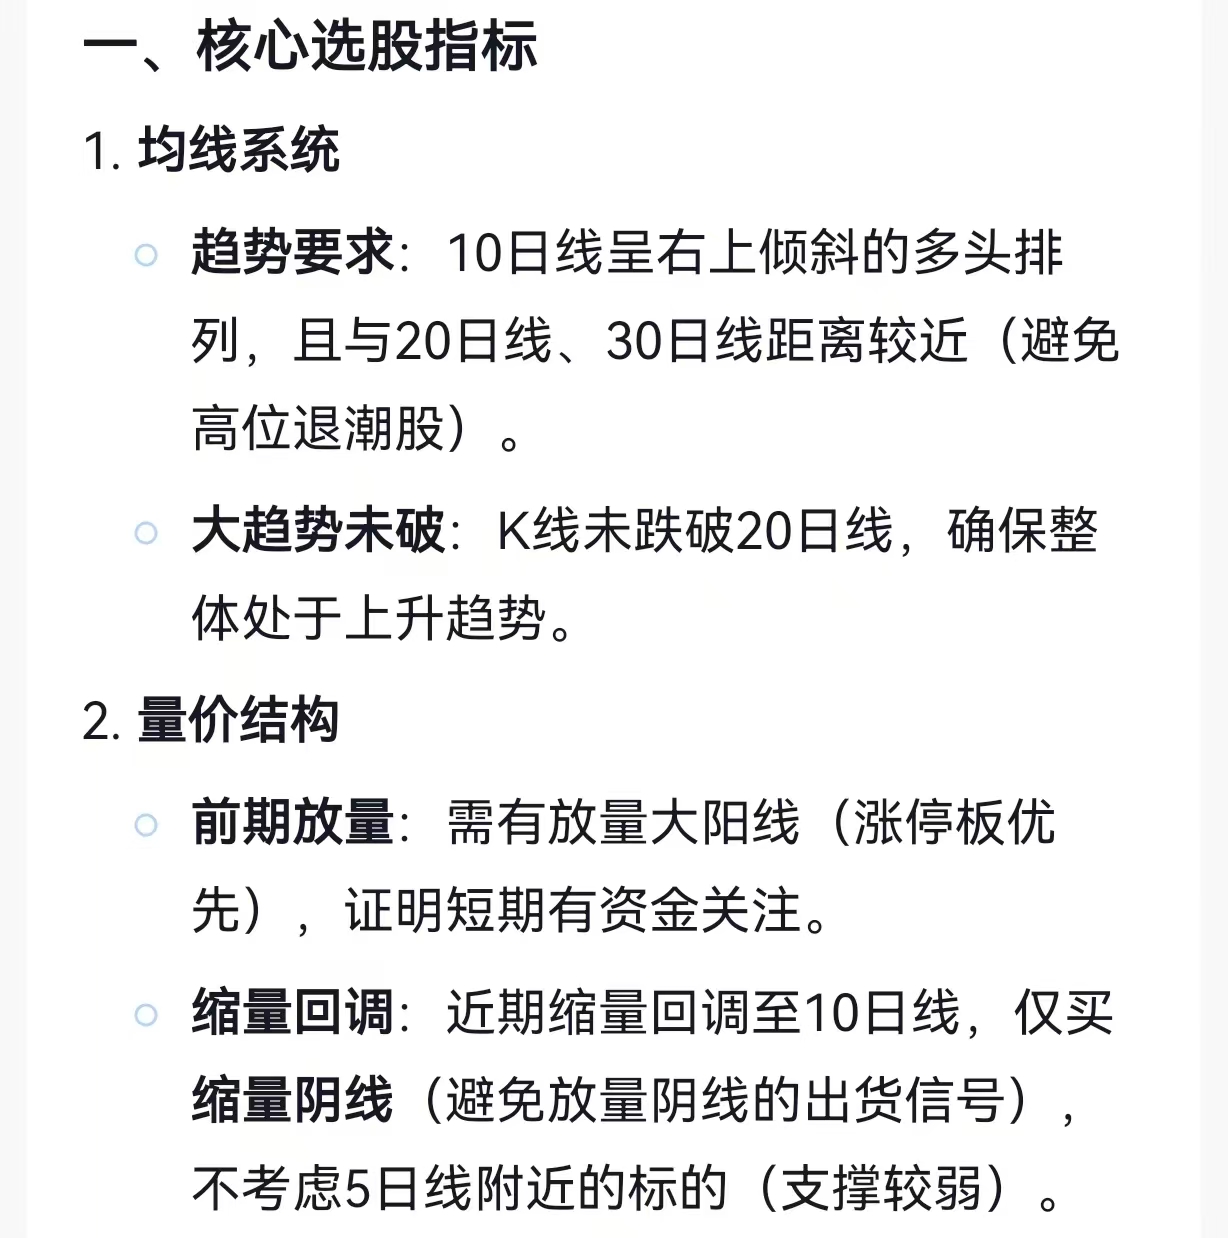 一、核心选股指标
1. 均线系统
趋势要求：10日线呈右上倾斜的多头排
列，且与20日线、30日线距离较近（避免
高位退潮股）。
大趋势未破：K线未跌破20日线，确保整
体处于上升趋势。
2. 量价结构
前期放量：需有放量大阳线（涨停板优
先），证明短期有资金关注。
缩量回调：近期缩量回调至10日线，仅买
缩量阴线（避免放量阴线的出货信号），
不考虑5日线附近的标的（支撑较弱）。